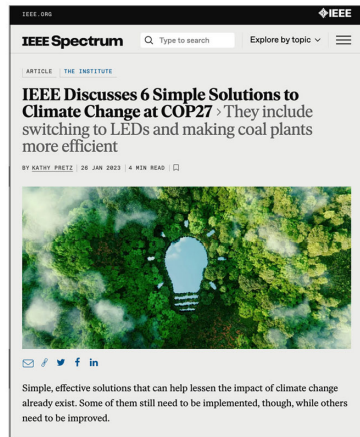 IEEE.ORG
IEEE
IEEE Spectrum
Type to search
Explore by topic
ARTICLE
THE INSTITUTE
IEEE Discusses 6 Simple Solutions to
Climate Change at COP27 > They include
switching to LEDs and making coal plants
more efficient
BY KATHY PRETZ | 26 JAN 2023 | 4 MIN READ |
Simple, effective solutions that can help lessen the impact of climate change
already exist. Some of them still need to be implemented, though, while others
need to be improved.